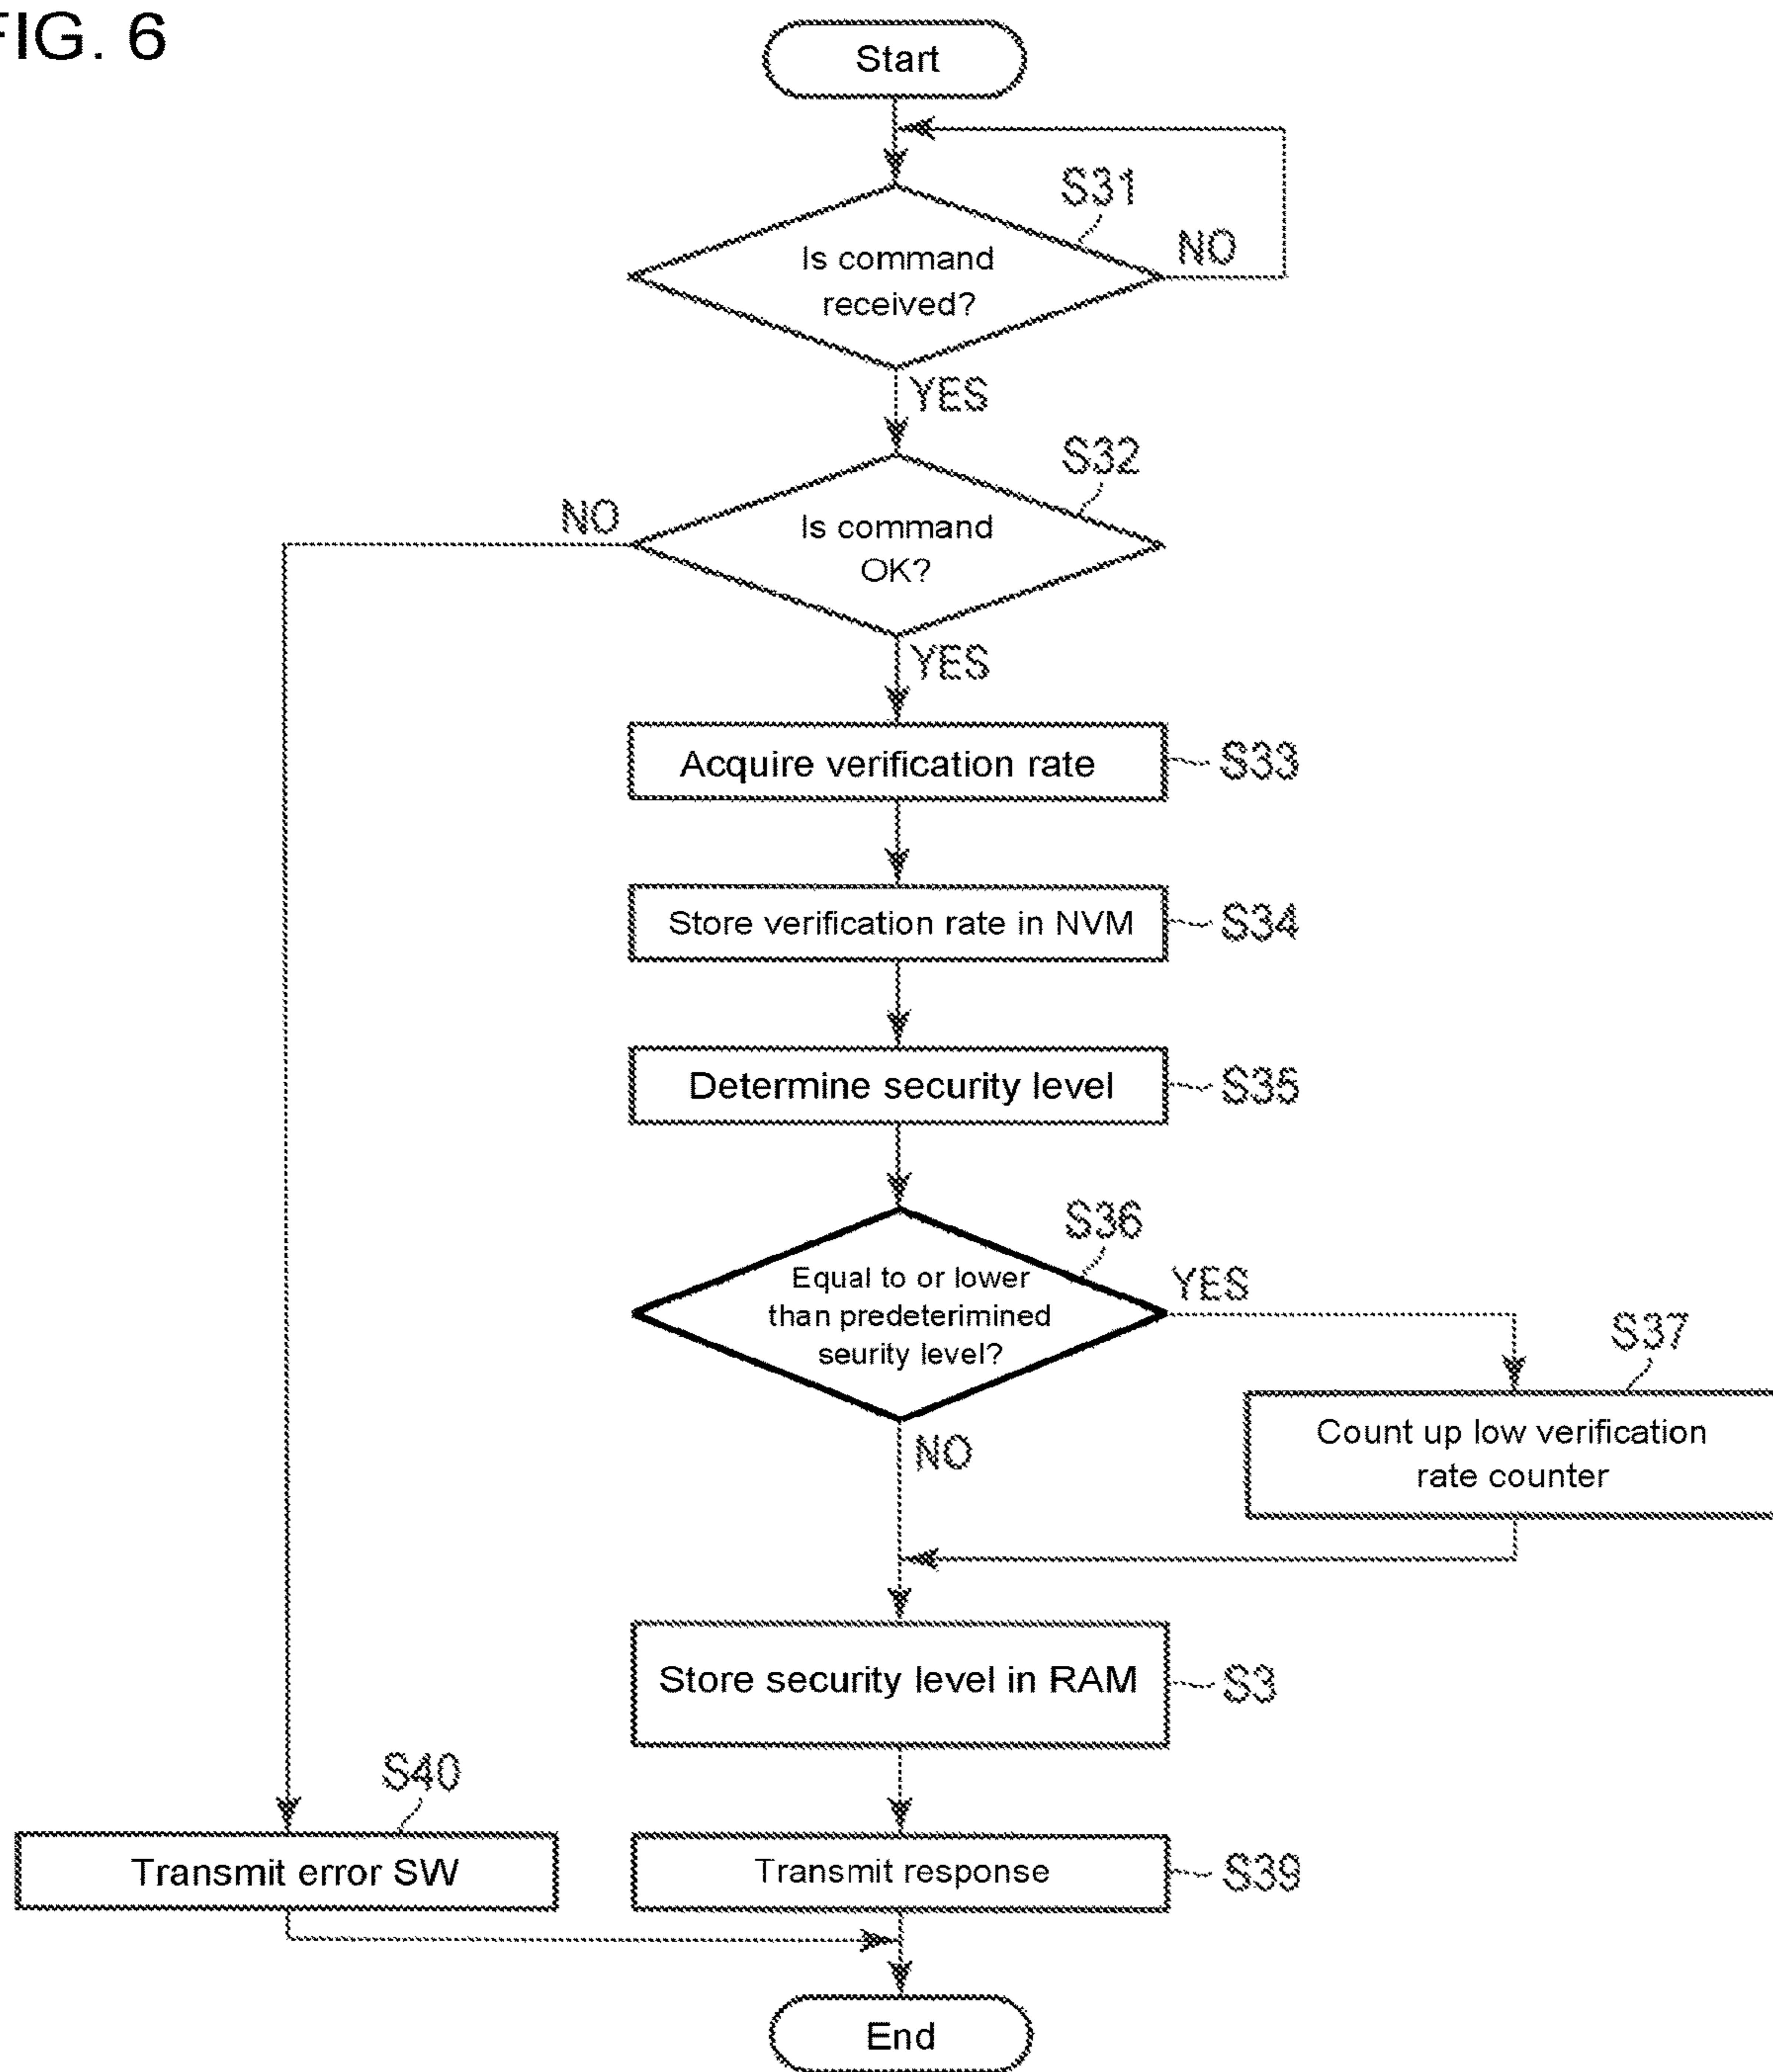 FIG. 6
Start
S31
Is command
received?
NO
YES
S32
NO
Is command
OK?
YES
Acquire verification rate
S33
Store verification rate in NVM
S34
Determine security level
S35
S36
Equal to or lower
than predeterimined
seurity level?
YES
S37
Count up low verification
rate counter
NO
Store security level in RAM
S3
S40
Transmit error SW
Transmit response
S39
End